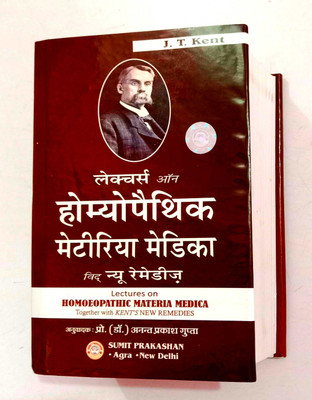 J. T. Kent
लेक्चर्स ऑन
होम्योपैथिक
मेटीरिया मेडिका
विद् न्यू रेमेडीज़
Lectures on
HOMOEOPATHIC MATERIA MEDICA
Together with KENT'S NEW REMEDIES
अनुवादक: प्रो. (डॉ.) अनन्त प्रकाश गुप्ता
SUMIT PRAKASHAN
• Agra • New Delhi